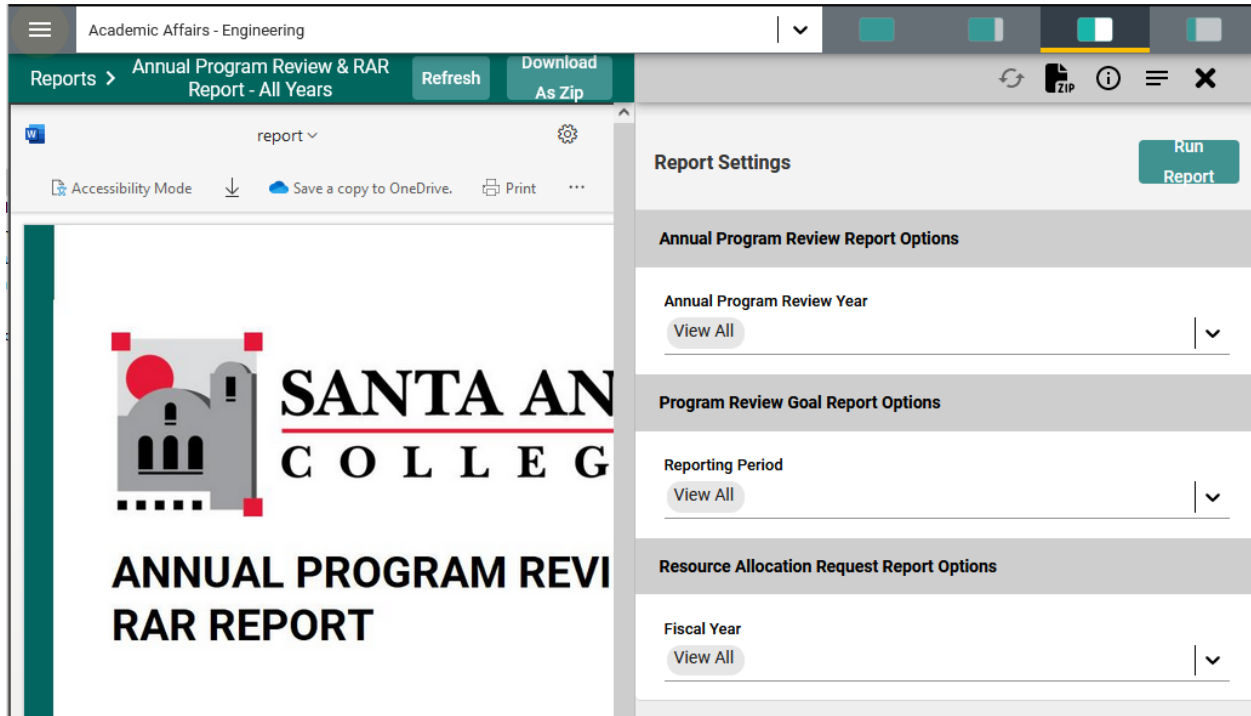 Academic Affairs - Engineering
Reports
Annual Program Review & RAR
Report - All Years
Refresh
Download
As Zip
ZIP
W
report
Accessibility Mode
Save a copy to OneDrive.
Print
...
SANTA AN
COLLEG
ANNUAL PROGRAM REVI
RAR REPORT
Report Settings
Run
Report
Annual Program Review Report Options
Annual Program Review Year
View All
Program Review Goal Report Options
Reporting Period
View All
Resource Allocation Request Report Options
Fiscal Year
View All